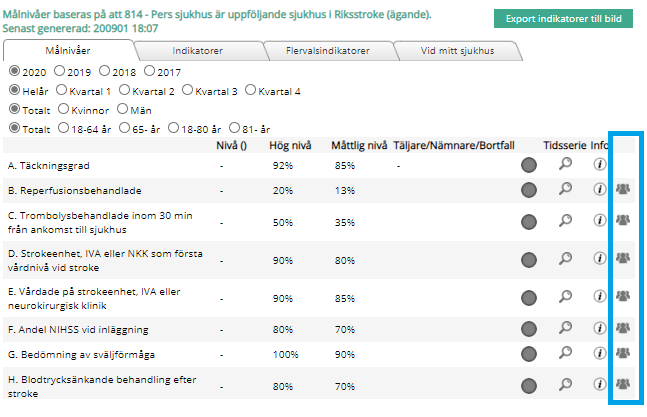 Målnivåer baseras på att 814 - Pers sjukhus är uppföljande sjukhus i Riksstroke (ägande).
Senast genererad: 200901 18:07
Export indikatorer till bild
Målnivåer Indikatorer Flervalsindikatorer Vid mitt sjukhus
2020 2019 2018 2017
Helår Kvartal 1 Kvartal 2 Kvartal 3 Kvartal 4
Totalt Kvinnor Män
Totalt 18-64 år 65- år 18-80 år 81- år
Nivå () Hög nivå Måttlig nivå Täljare/Nämnare/Bortfall Tidsserie Info
A. Täckningsgrad - 92% 85% -
B. Reperfusionsbehandlade - 20% 13%
C. Trombolysbehandlade inom 30 min
från ankomst till sjukhus - 50% 35%
D. Strokeenhet, IVA eller NKK som första
vårdnivå vid stroke - 90% 80%
E. Vårdade på strokeenhet, IVA eller
neurokirurgisk klinik - 90% 85%
F. Andel NIHSS vid inläggning - 80% 70%
G. Bedömning av sväljförmåga - 100% 90%
H. Blodtrycksänkande behandling efter
stroke - 80% 70%